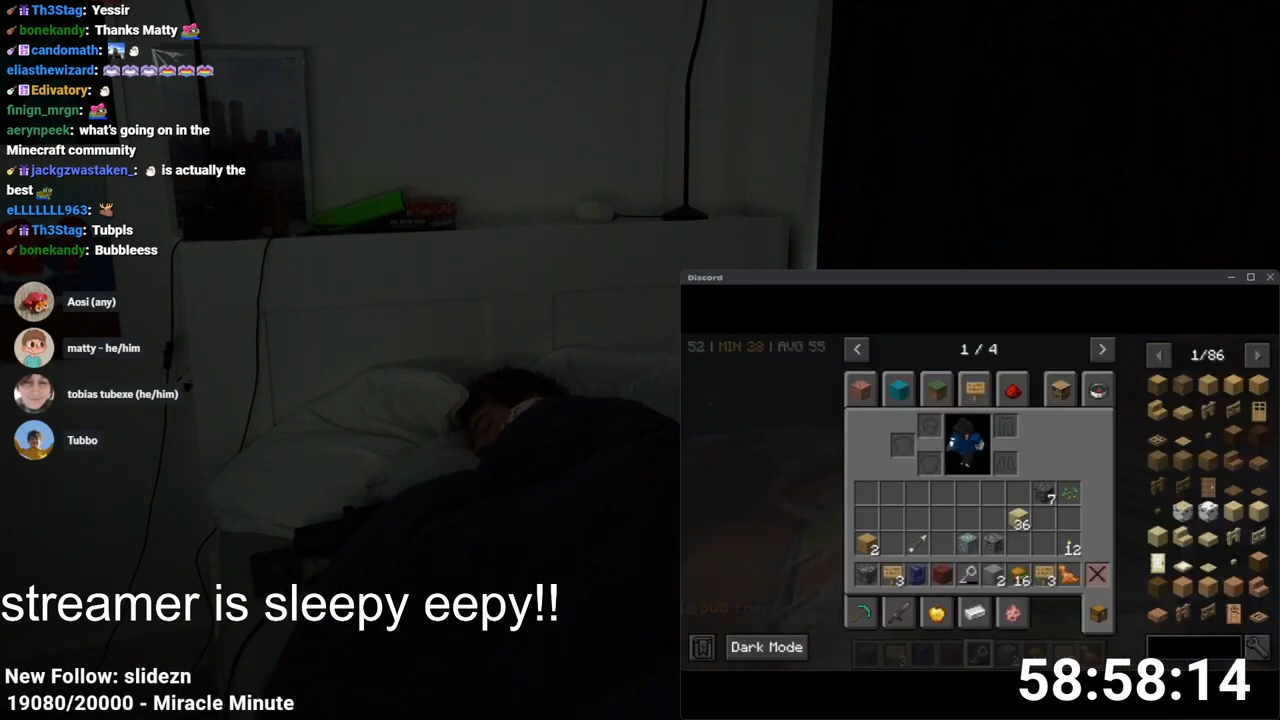 Th3Stag: Yessir
bonekandy: Thanks Matty
candomath:
eliasthewizard:
Edivatory:
finign_mrgn:
aerynpeek: what's going on in the
Minecraft community
jackgzwastaken_: is actually the
best
eLLLLLLL963:
Th3Stag: Tubpls
bonekandy: Bubbleess
Aosi (any)
matty - he/him
tobias tubexe (he/him)
Tubbo
streamer is sleepy eepy!!
New Follow: slidezn
19080/20000 - Miracle Minute
Discord
52 | MIN 39 | AVG 55
1 / 4
1/86
7
36
2
12
3
2
16
3
Dark Mode
58:58:14